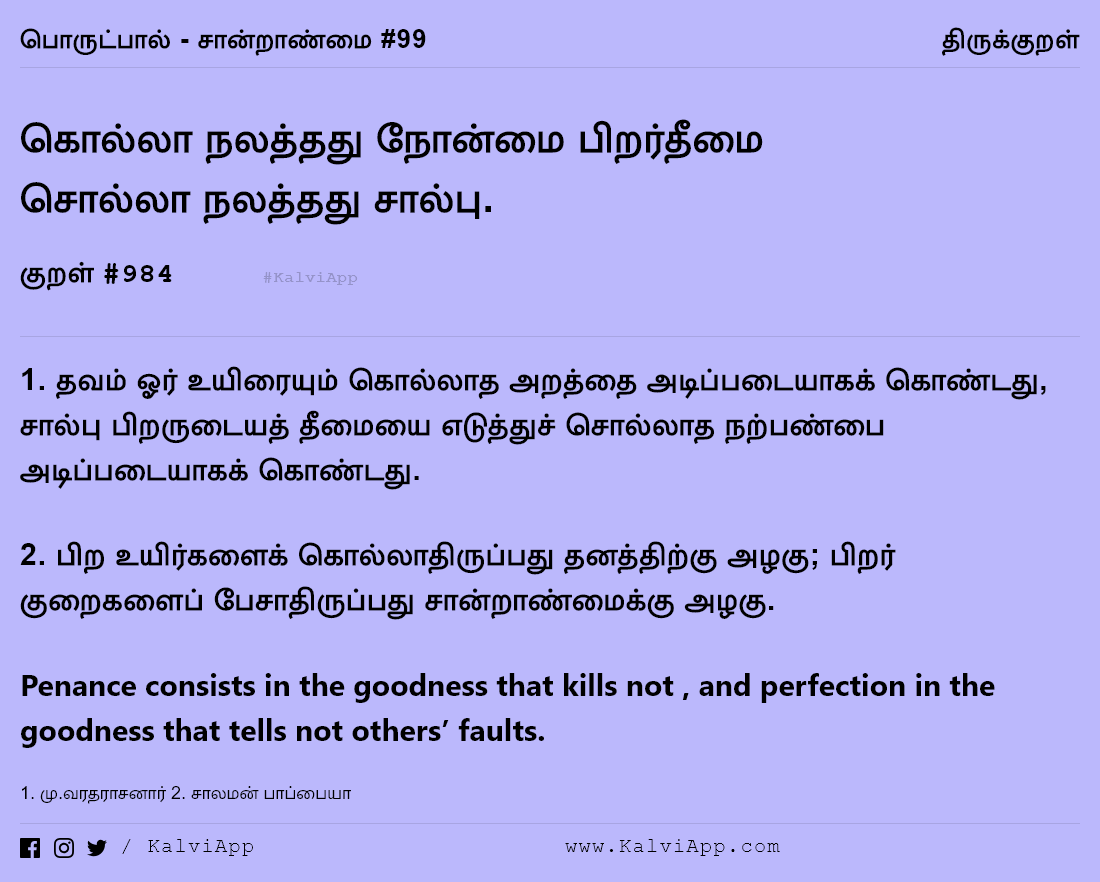 பொருட்பால் - சான்றாண்மை #99
திருக்குறள்
கொல்லா நலத்தது நோன்மை பிறர்தீமை
சொல்லா நலத்தது சால்பு.
குறள் #984
#KalviApp
1. தவம் ஓர் உயிரையும் கொல்லாத அறத்தை அடிப்படையாகக் கொண்டது,
சால்பு பிறருடையத் தீமையை எடுத்துச் சொல்லாத நற்பண்பை
அடிப்படையாகக் கொண்டது.
2. பிற உயிர்களைக் கொல்லாதிருப்பது தனத்திற்கு அழகு; பிறர்
குறைகளைப் பேசாதிருப்பது சான்றாண்மைக்கு அழகு.
Penance consists in the goodness that kills not , and perfection in the
goodness that tells not others’ faults.
1. மு.வரதராசனார் 2. சாலமன் பாப்பையா
/ KalviApp
www.KalviApp.com